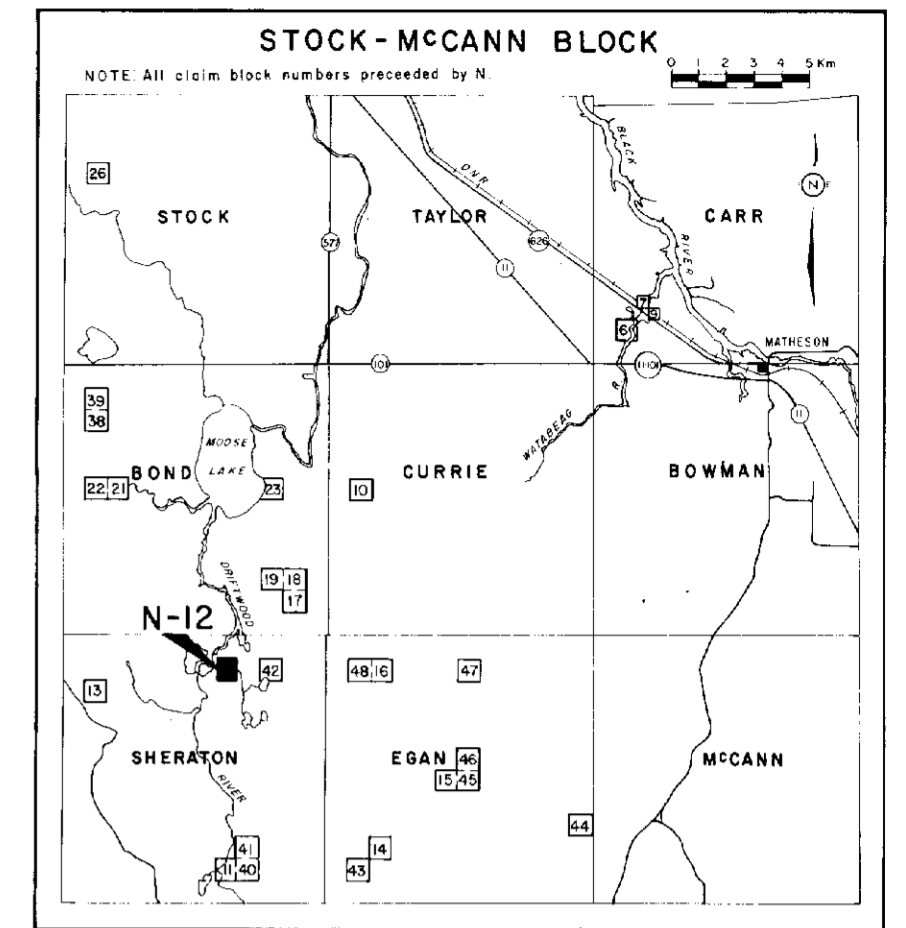 STOCK-McCANN BLOCK
NOTE: All claim block numbers preceeded by N.
0 1 2 3 4 5 Km
26
STOCK
577
TAYLOR
ONR
626
11
BLACK
RIVER
CARR
N
7
9
6
MATHESON
101
11-101
11
39
38
MOOSE
LAKE
BOND
22 21
23
10
CURRIE
WATABEAG
R.
BOWMAN
19 18
17
DRIFTWOOD
N-12
42
48 16
47
13
SHERATON
RIVER
EGAN
46
15 45
McCANN
44
41
11 40
14
43